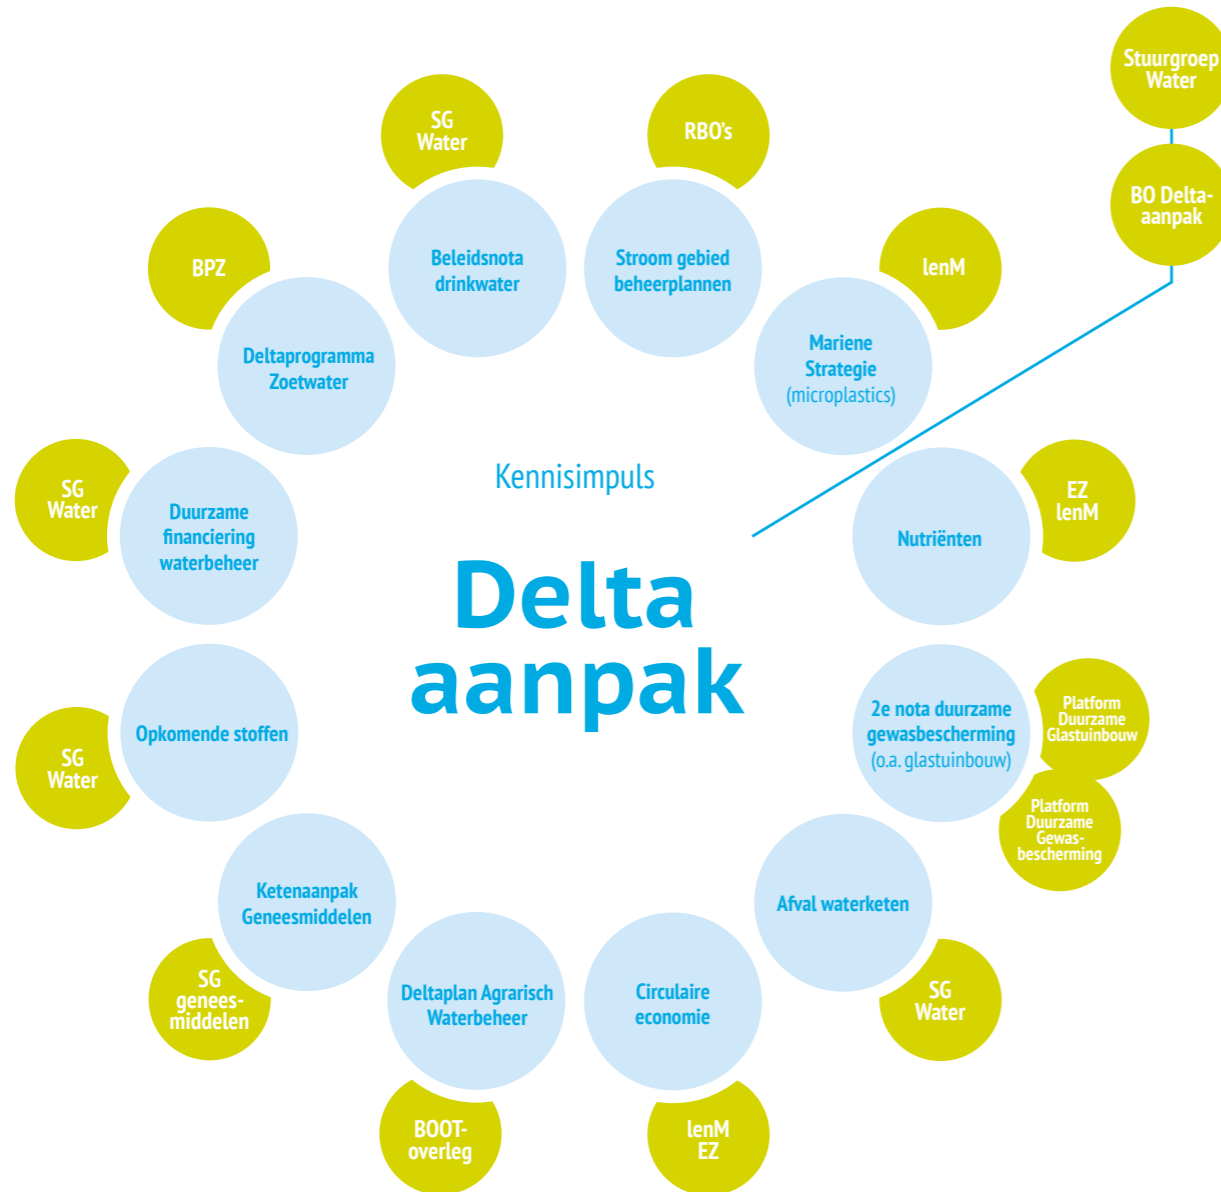 Stuurgroep
Water
BO Delta-
aanpak
SG
Water
Beleidsnota
drinkwater
RBO's
Stroom gebied
beheerplannen
lenM
Mariene
Strategie
(microplastics)
EZ
lenM
Nutriënten
Platform
Duurzame
Glastuinbouw
2e nota duurzame
gewasbescherming
(o.a. glastuinbouw)
Platform
Duurzame
Gewas-
bescherming
Afval waterketen
SG
Water
Circulaire
economie
lenM
EZ
Deltaplan Agrarisch
Waterbeheer
BOOT-
overleg
Ketenaanpak
Geneesmiddelen
SG
genees-
middelen
Opkomende stoffen
SG
Water
Duurzame
financiering
waterbeheer
SG
Water
Deltaprogramma
Zoetwater
BPZ
Kennisimpuls
Delta
aanpak